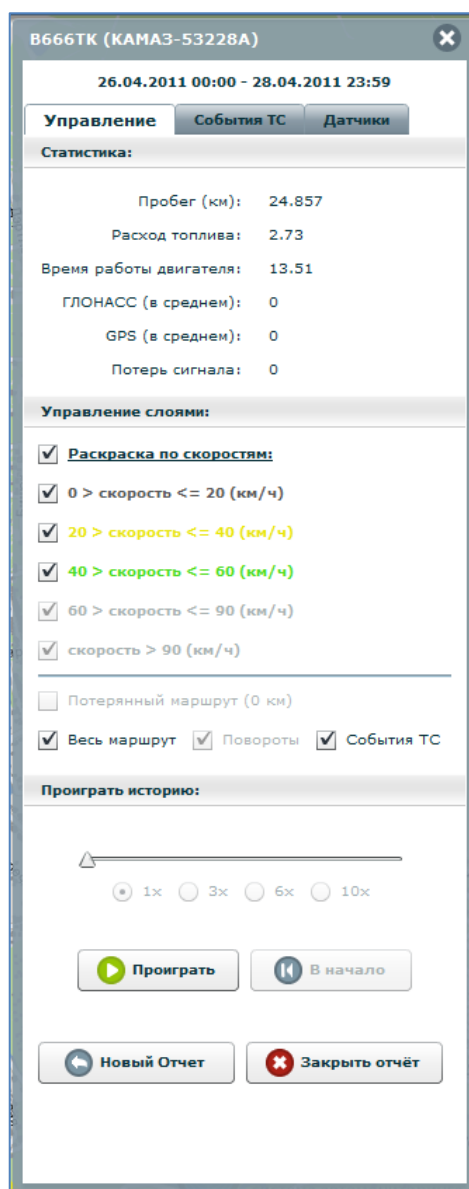 В666ТК (КАМАЗ-53228А)
26.04.2011 00:00 - 28.04.2011 23:59
Управление События ТС Датчики
Статистика:
Пробег (км): 24.857
Расход топлива: 2.73
Время работы двигателя: 13.51
ГЛОНАСС (в среднем): 0
GPS (в среднем): 0
Потерь сигнала: 0
Управление слоями:
Раскраска по скоростям:
0 > скорость <= 20 (км/ч)
20 > скорость <= 40 (км/ч)
40 > скорость <= 60 (км/ч)
60 > скорость <= 90 (км/ч)
скорость > 90 (км/ч)
Потерянный маршрут (0 км)
Весь маршрут Повороты События ТС
Проиграть историю:
1x 3x 6x 10x
Проиграть В начало
Новый Отчет Закрыть отчёт